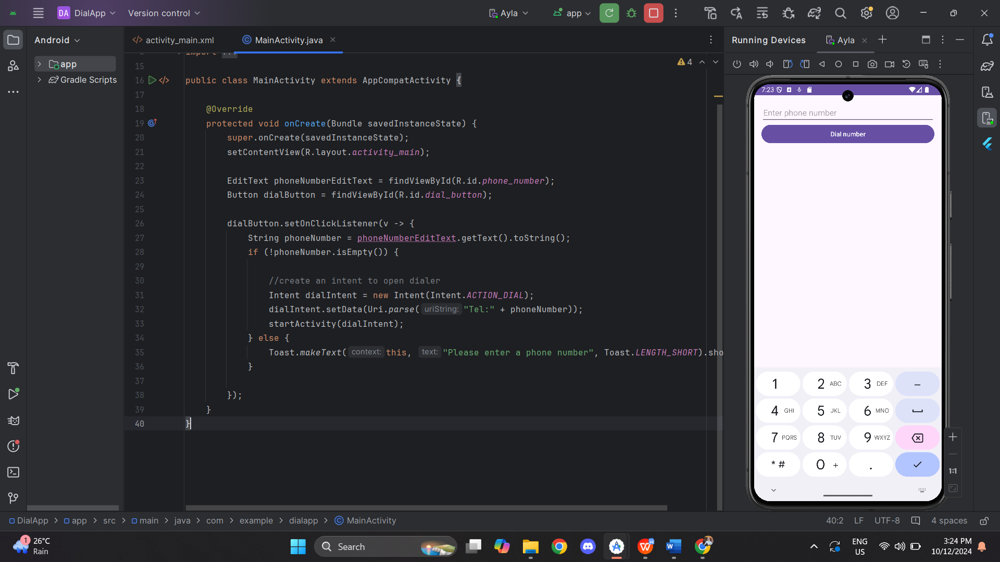 DA DialApp Version control Ayla app
Android
app
Gradle Scripts
activity_main.xml MainActivity.java
Running Devices Ayla
4
import ...
15
16 public class MainActivity extends AppCompatActivity {
17
18 @Override
19 protected void onCreate(Bundle savedInstanceState) {
20 super.onCreate(savedInstanceState);
21 setContentView(R.layout.activity_main);
22
23 EditText phoneNumberEditText = findViewById(R.id.phone_number);
24 Button dialButton = findViewById(R.id.dial_button);
25
26 dialButton.setOnClickListener(v -> {
27 String phoneNumber = phoneNumberEditText.getText().toString();
28 if (!phoneNumber.isEmpty()) {
29
30 //create an intent to open dialer
31 Intent dialIntent = new Intent(Intent.ACTION_DIAL);
32 dialIntent.setData(Uri.parse( uriString: "Tel:" + phoneNumber));
33 startActivity(dialIntent);
34 } else {
35 Toast.makeText( context: this, text: "Please enter a phone number", Toast.LENGTH_SHORT).sho
36 }
37
38 });
39 }
40 }
7:23
Enter phone number
Dial number
1 2 ABC 3 DEF –
4 GHI 5 JKL 6 MNO
7 PQRS 8 TUV 9 WXYZ
* # 0 + .
1:1
DialApp > app > src > main > java > com > example > dialapp > MainActivity
40:2 LF UTF-8 4 spaces
1
26°C
Rain
Search
ENG
US
3:24 PM
10/12/2024